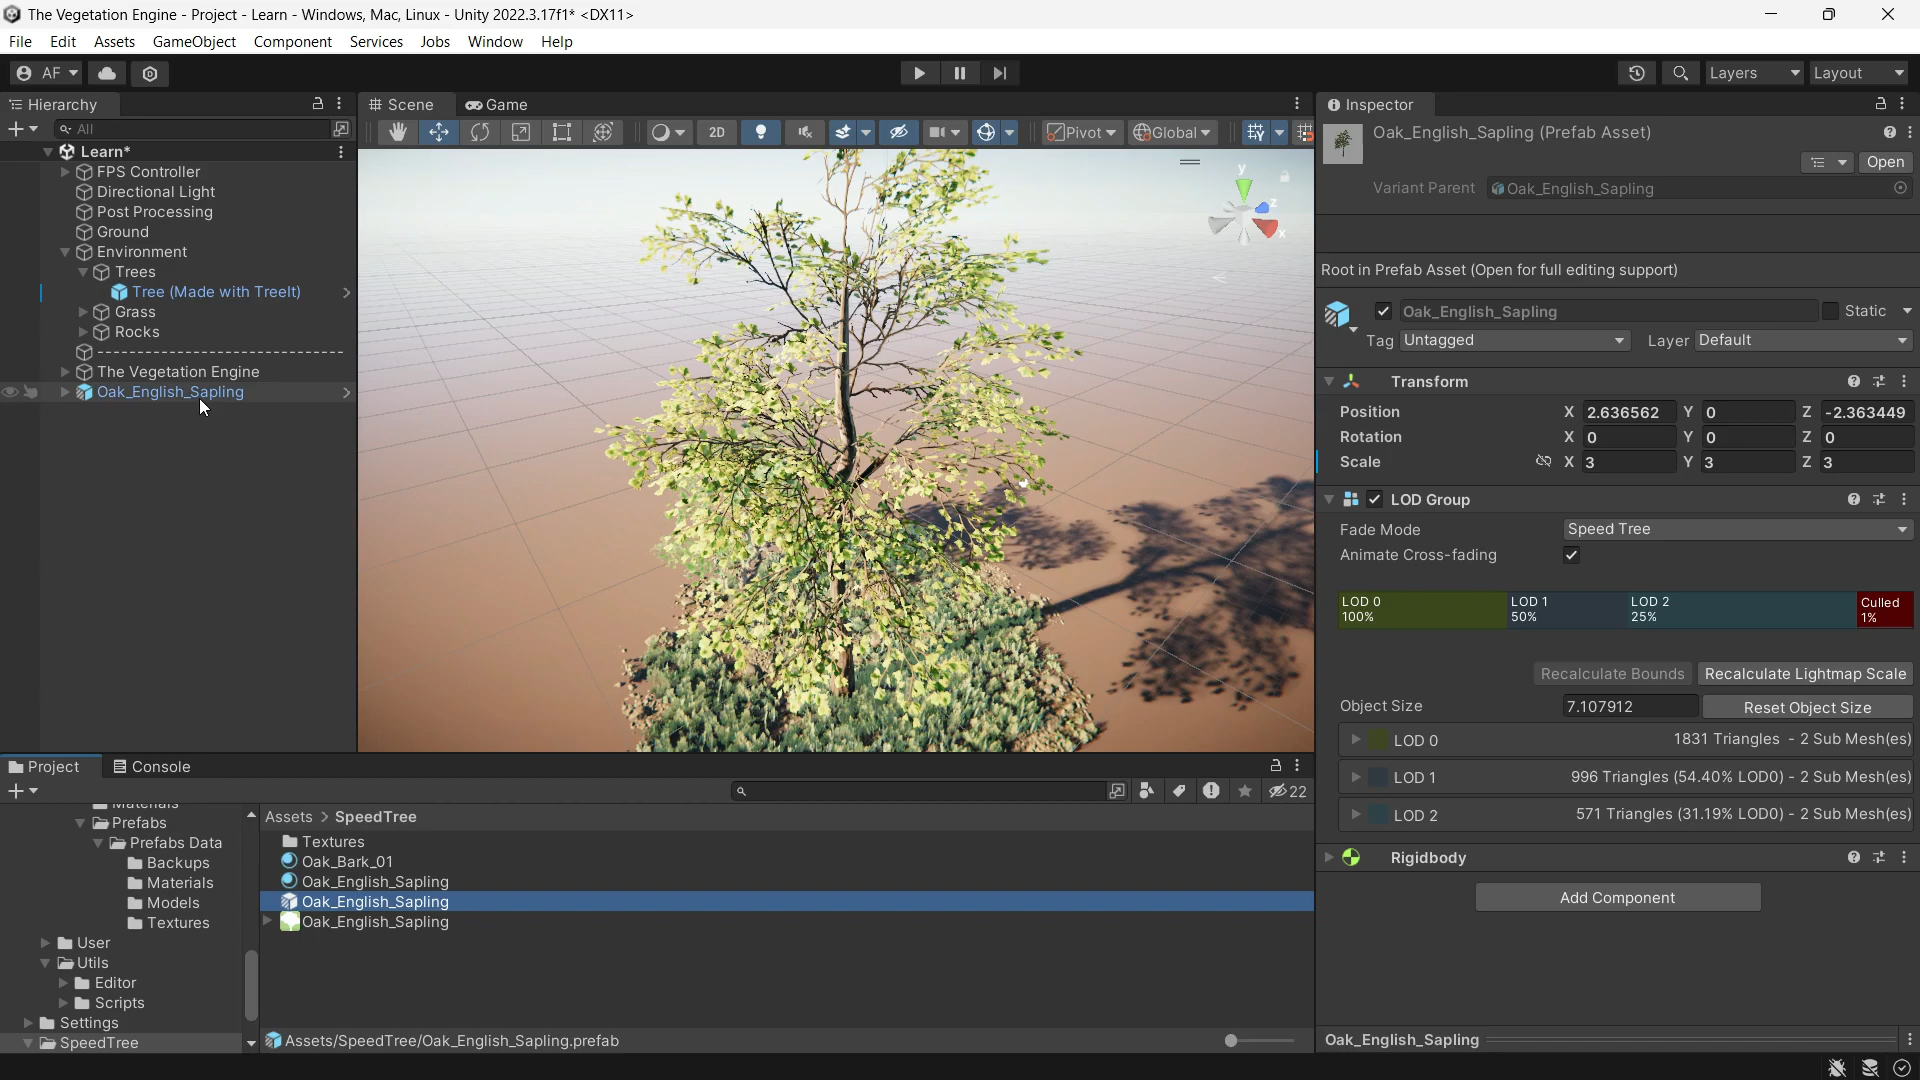 The Vegetation Engine - Project - Learn - Windows, Mac, Linux - Unity 2022.3.17f1* <DX11>
File Edit Assets GameObject Component Services Jobs Window Help
AF Layers Layout
Hierarchy
All
Learn*
FPS Controller
Directional Light
Post Processing
Ground
Environment
Trees
Tree (Made with TreeIt)
Grass
Rocks
------------------------------
The Vegetation Engine
Oak_English_Sapling
Scene Game
2D Pivot Global
y
z
x
Inspector
Oak_English_Sapling (Prefab Asset)
Open
Variant Parent Oak_English_Sapling
Root in Prefab Asset (Open for full editing support)
Oak_English_Sapling Static
Tag Untagged Layer Default
Transform
Position X 2.636562 Y 0 Z -2.363449
Rotation X 0 Y 0 Z 0
Scale X 3 Y 3 Z 3
LOD Group
Fade Mode Speed Tree
Animate Cross-fading
LOD 0 LOD 1 LOD 2 Culled
100% 50% 25% 1%
Recalculate Bounds Recalculate Lightmap Scale
Object Size 7.107912 Reset Object Size
LOD 0 1831 Triangles - 2 Sub Mesh(es)
LOD 1 996 Triangles (54.40% LOD0) - 2 Sub Mesh(es)
LOD 2 571 Triangles (31.19% LOD0) - 2 Sub Mesh(es)
Rigidbody
Add Component
Oak_English_Sapling
Project Console
22
Materials
Prefabs
Prefabs Data
Backups
Materials
Models
Textures
User
Utils
Editor
Scripts
Settings
SpeedTree
Assets > SpeedTree
Textures
Oak_Bark_01
Oak_English_Sapling
Oak_English_Sapling
Oak_English_Sapling
Assets/SpeedTree/Oak_English_Sapling.prefab